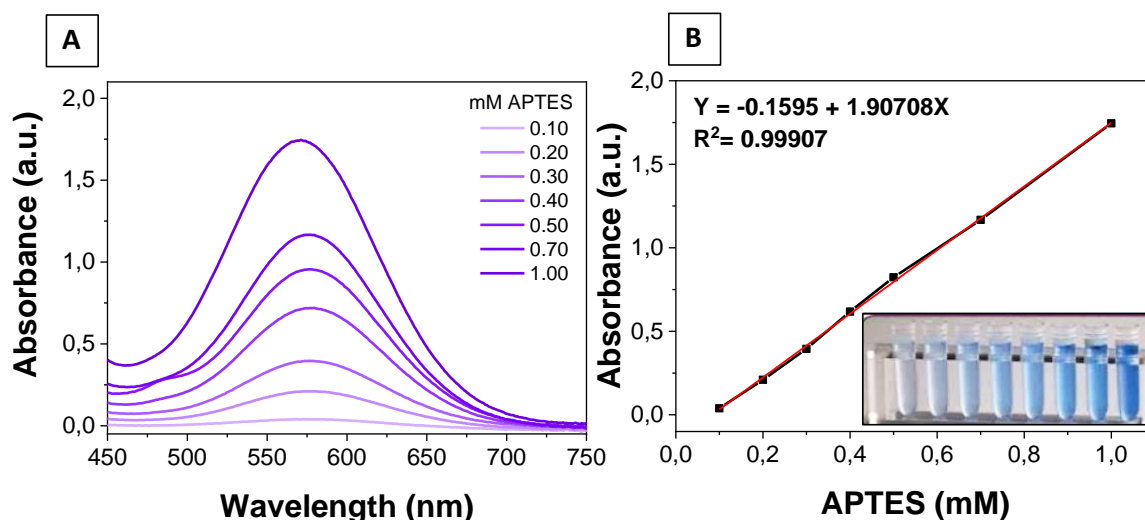 A
Absorbance (a.u.)
2,0
1,5
1,0
0,5
0,0
mM APTES
0.10
0.20
0.30
0.40
0.50
0.70
1.00
450 500 550 600 650 700 750
Wavelength (nm)
B
Absorbance (a.u.)
2,0
1,5
1,0
0,5
0,0
Y = -0.1595 + 1.90708X
R²= 0.99907
0,0 0,2 0,4 0,6 0,8 1,0
APTES (mM)